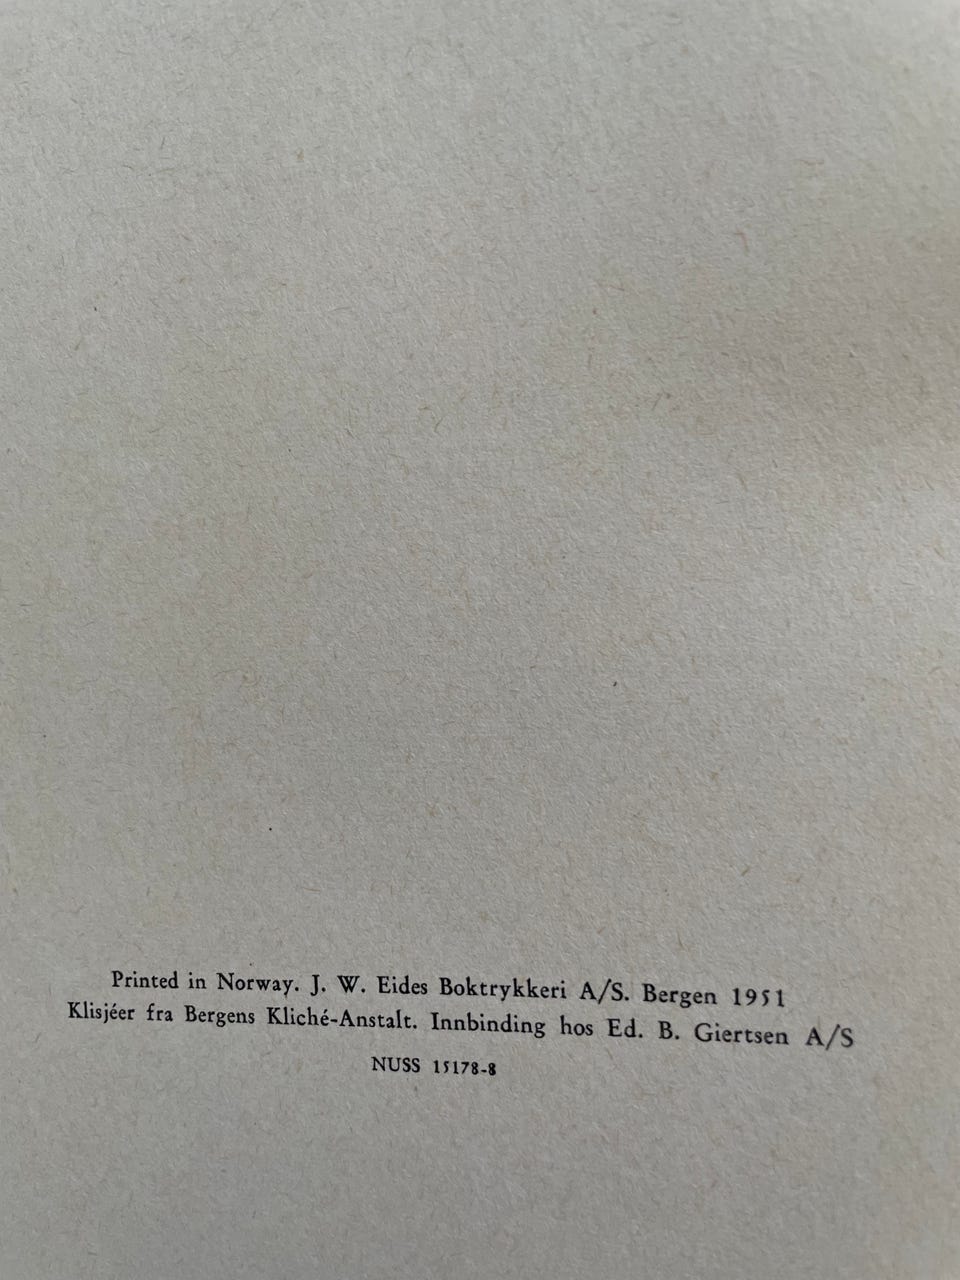 Printed in Norway. J. W. Eides Boktrykkeri A/S. Bergen 1951
Klisjéer fra Bergens Kliché-Anstalt. Innbinding hos Ed. B. Giertsen A/S
NUSS 15178-8